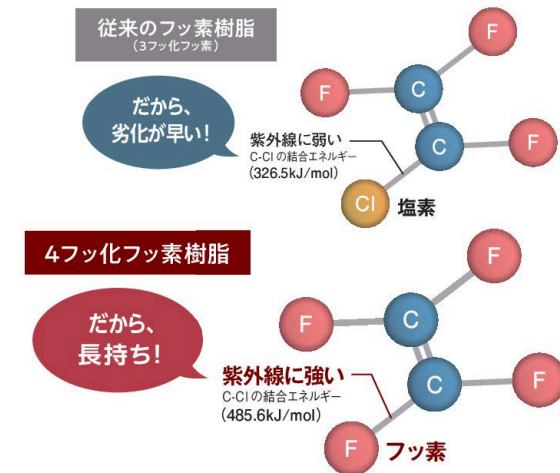 従来のフッ素樹脂
（3フッ化フッ素）
F
F
C
だから、
劣化が早い!
紫外線に弱い
C-Clの結合エネルギー
(326.5kJ/mol)
C
F
Cl
塩素
4フッ化フッ素樹脂
F
F
C
だから、
長持ち!
紫外線に強い
C-Clの結合エネルギー
(485.6kJ/mol)
C
F
F
フッ素